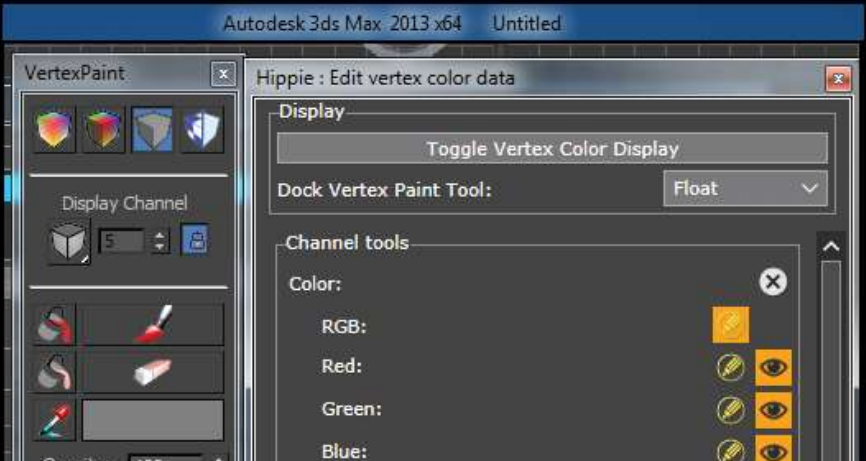 Autodesk 3ds Max 2013 x64 Untitled
VertexPaint
Display Channel
5
Hippie : Edit vertex color data
Display
Toggle Vertex Color Display
Dock Vertex Paint Tool: Float
Channel tools
Color:
RGB:
Red:
Green:
Blue: